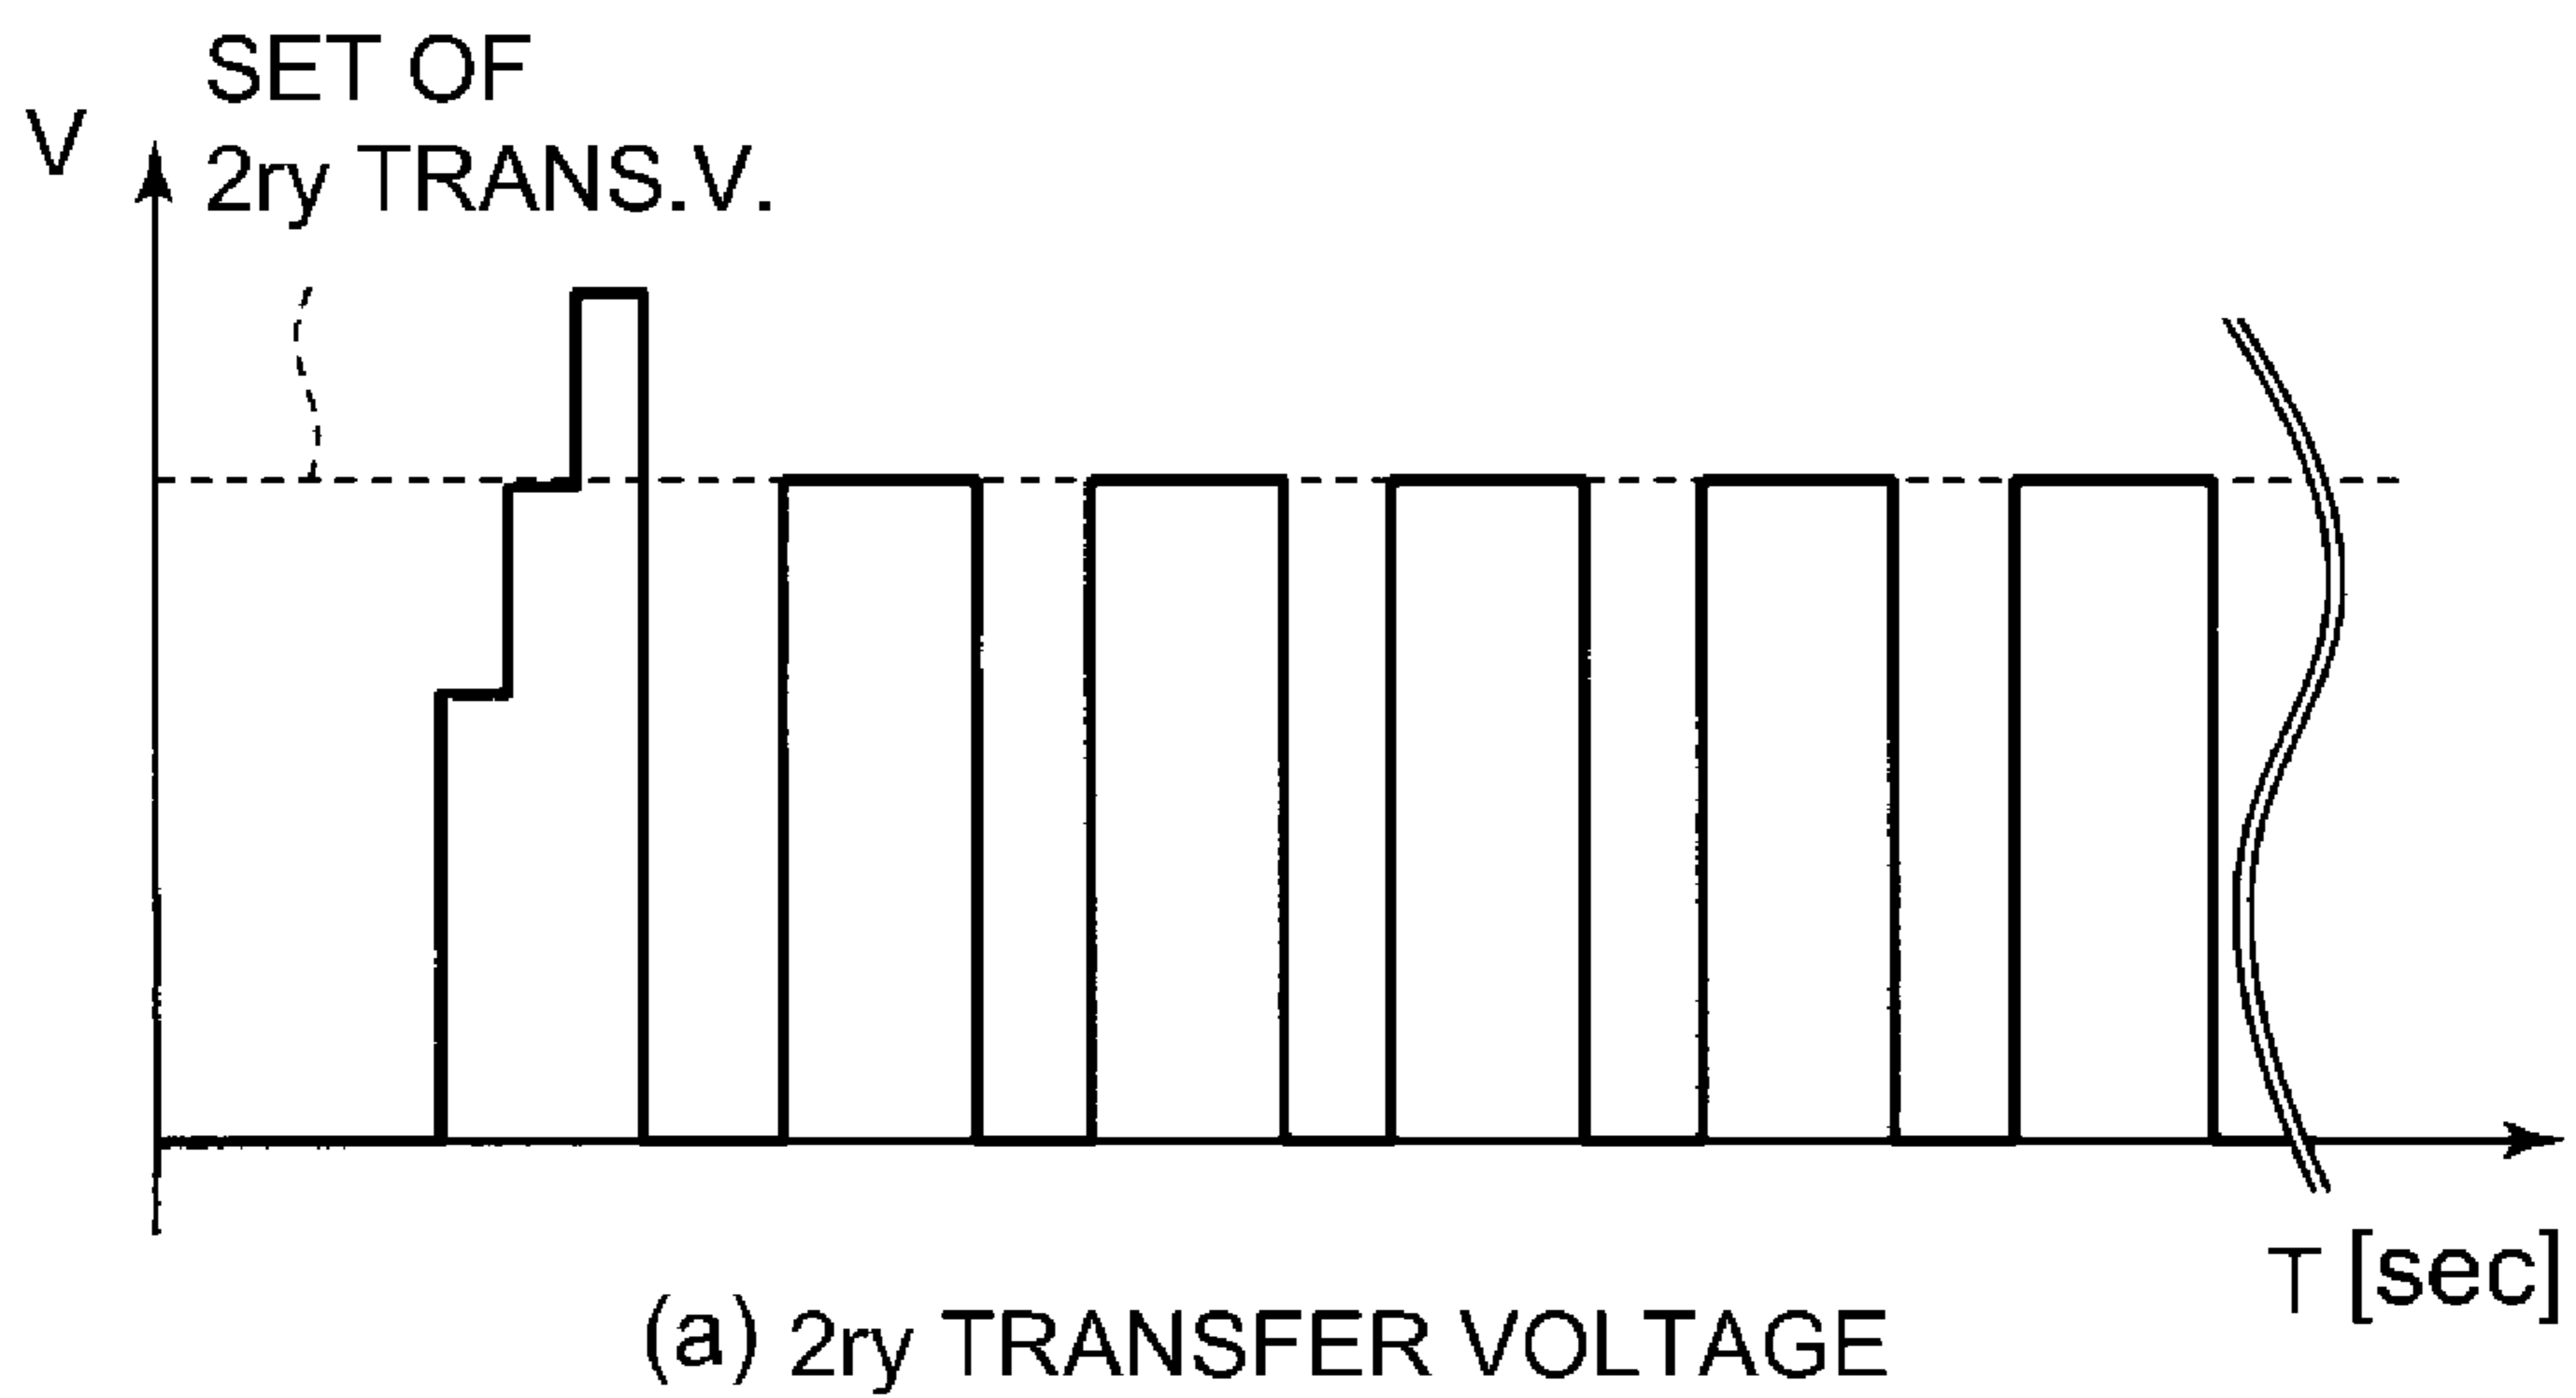 SET OF
V
2ry TRANS.V.
T [sec]
(a) 2ry TRANSFER VOLTAGE